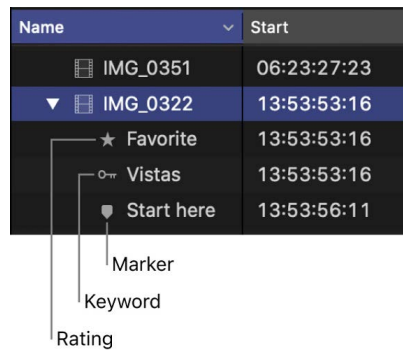 Name Start
IMG_0351 06:23:27:23
IMG_0322 13:53:53:16
Favorite 13:53:53:16
Vistas 13:53:53:16
Start here 13:53:56:11
Marker
Keyword
Rating